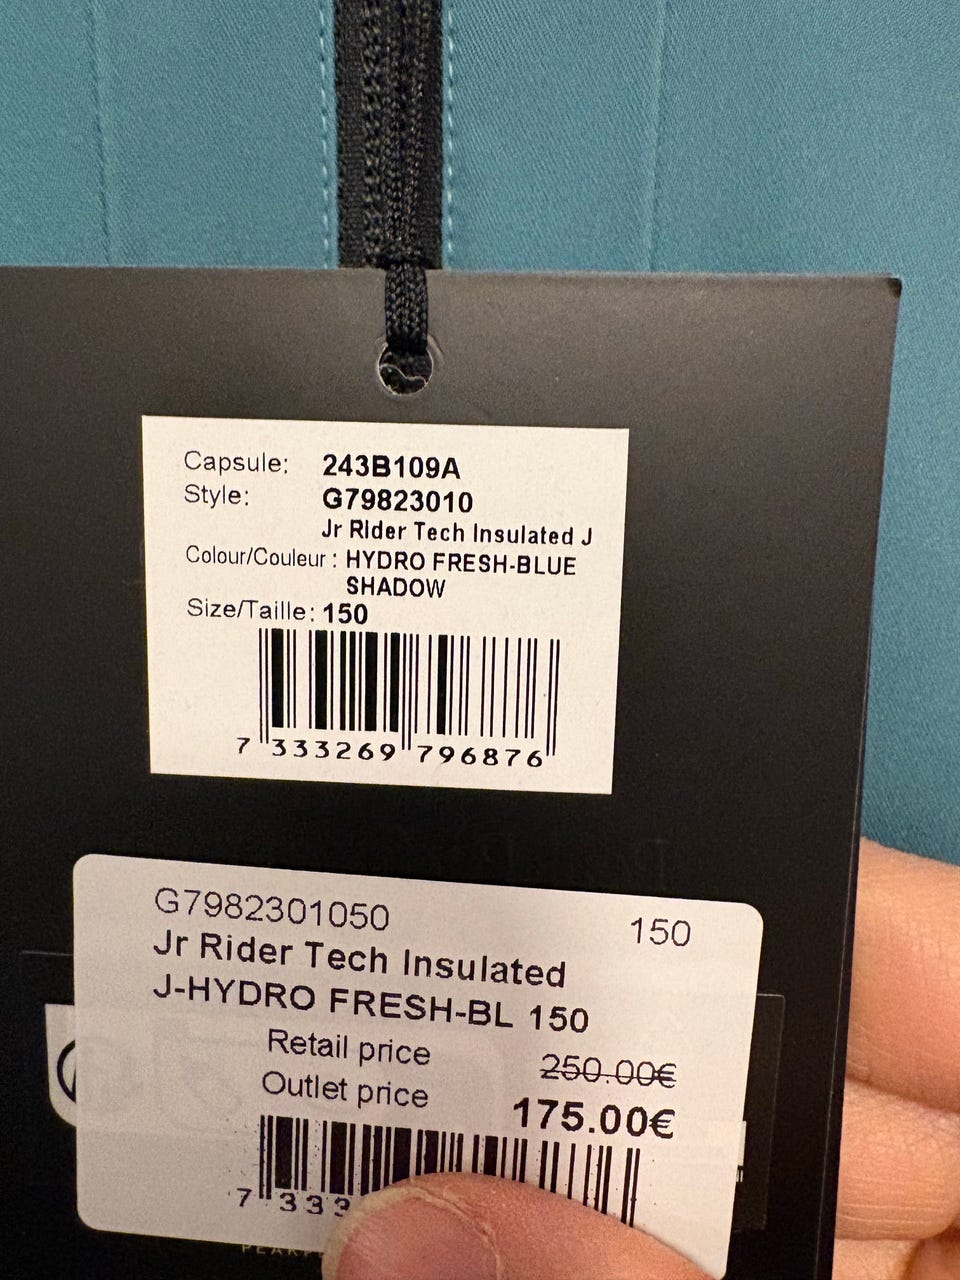 Capsule: 243B109A
Style: G79823010
Jr Rider Tech Insulated J
Colour/Couleur : HYDRO FRESH-BLUE
SHADOW
Size/Taille: 150
7 333269 796876
G7982301050 150
Jr Rider Tech Insulated
J-HYDRO FRESH-BL 150
Retail price 250.00€
Outlet price 175.00€
7 333